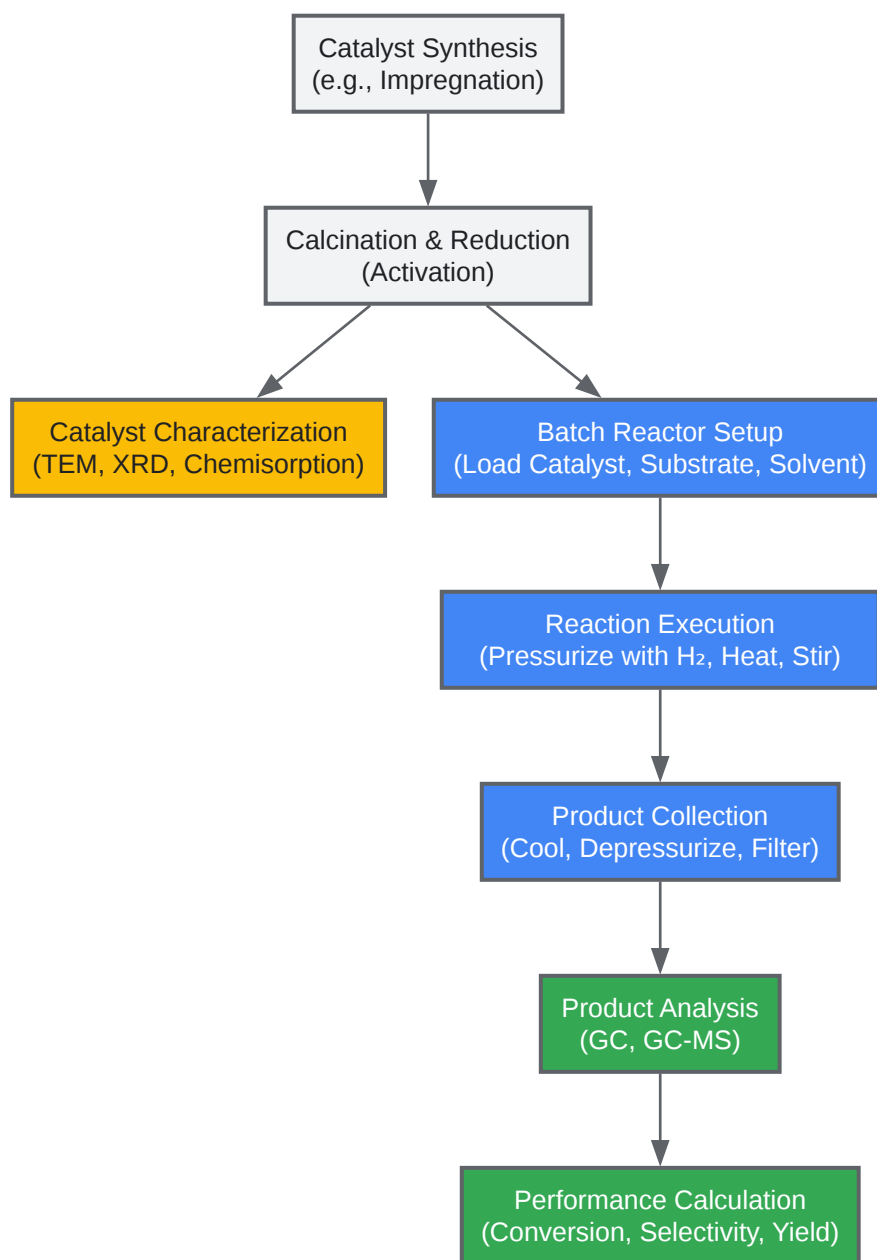 Catalyst Synthesis
(e.g., Impregnation)
Calcination & Reduction
(Activation)
Catalyst Characterization
(TEM, XRD, Chemisorption)
Batch Reactor Setup
(Load Catalyst, Substrate, Solvent)
Reaction Execution
(Pressurize with H₂, Heat, Stir)
Product Collection
(Cool, Depressurize, Filter)
Product Analysis
(GC, GC-MS)
Performance Calculation
(Conversion, Selectivity, Yield)